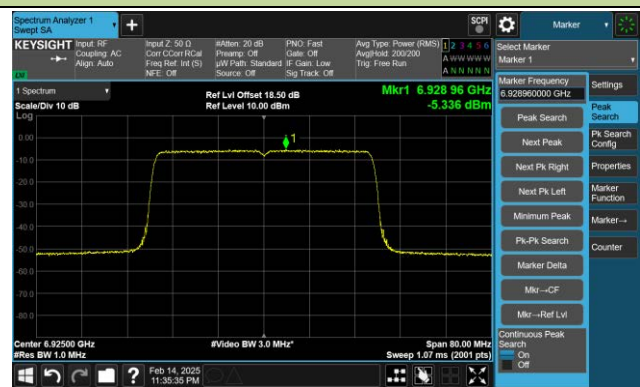 Spectrum Analyzer 1
Swept SA
SCPI
Marker
KEYSIGHT
Input: RF
Coupling: AC
Align: Auto
Input Z: 50 Ω
Corr CCorr RCal
Freq Ref: Int (S)
NFE: Off
#Atten: 20 dB
Preamp: Off
µW Path: Standard
Source: Off
PNO: Fast
Gate: Off
IF Gain: Low
Sig Track: Off
Avg Type: Power (RMS)
Avg|Hold: 200/200
Trig: Free Run
1 2 3 4 5 6
A W W W W W
A N N N N N
Select Marker
Marker 1
1 Spectrum
Scale/Div 10 dB
Log
Ref Lvl Offset 18.50 dB
Ref Level 10.00 dBm
Mkr1 6.928 96 GHz
-5.336 dBm
0.00
-10.0
-20.0
-30.0
-40.0
-50.0
-60.0
-70.0
-80.0
1
Center 6.92500 GHz
#Res BW 1.0 MHz
#Video BW 3.0 MHz*
Span 80.00 MHz
Sweep 1.07 ms (2001 pts)
Marker Frequency
6.928960000 GHz
Peak Search
Next Peak
Next Pk Right
Next Pk Left
Minimum Peak
Pk-Pk Search
Marker Delta
Mkr→CF
Mkr→Ref Lvl
Continuous Peak
Search
On
Off
Settings
Peak
Search
Pk Search
Config
Properties
Marker
Function
Marker→
Counter
Feb 14, 2025
11:35:35 PM